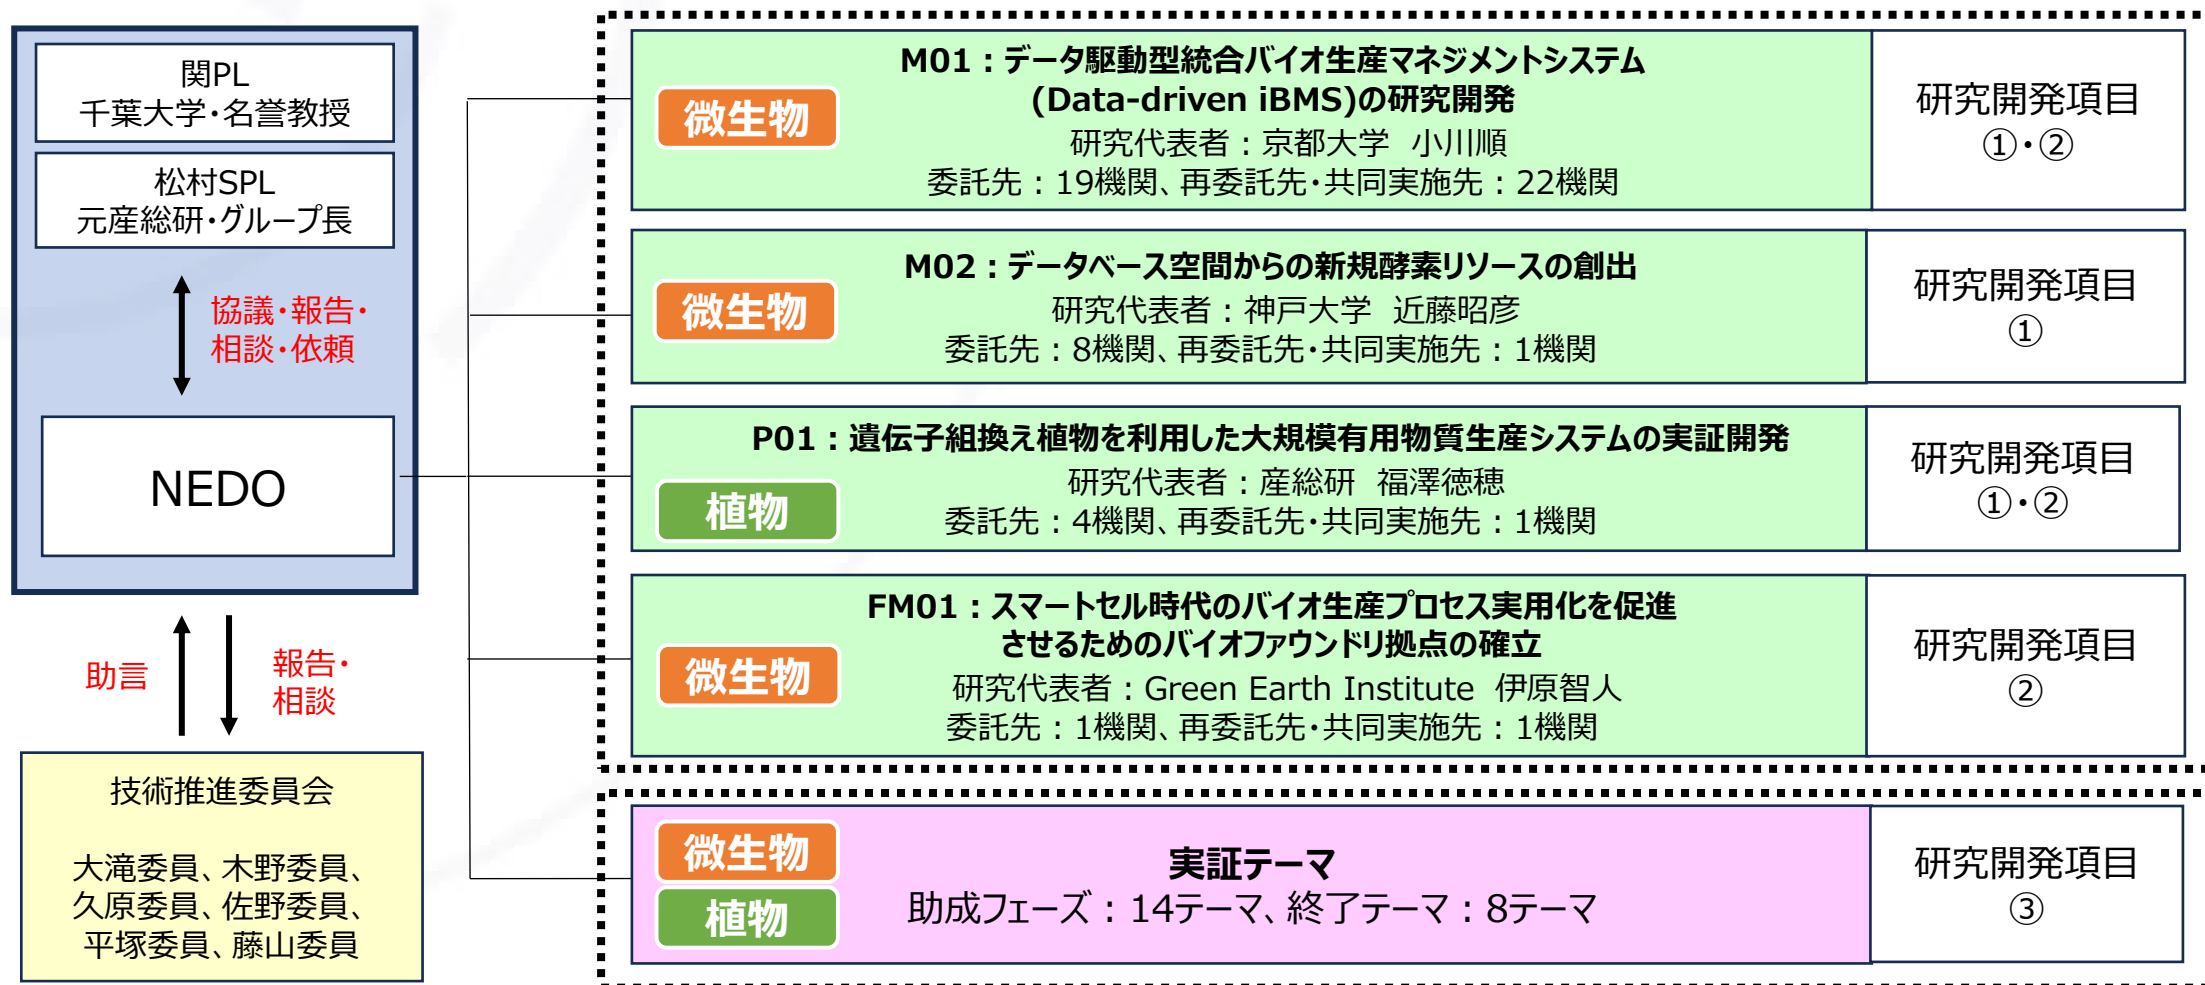 関PL
千葉大学・名誉教授
松村SPL
元産総研・グループ長
協議・報告・
相談・依頼
NEDO
助言
報告・
相談
技術推進委員会
大滝委員、木野委員、
久原委員、佐野委員、
平塚委員、藤山委員
M01：データ駆動型統合バイオ生産マネジメントシステム
(Data-driven iBMS)の研究開発
微生物
研究代表者：京都大学 小川順
委託先：19機関、再委託先・共同実施先：22機関
研究開発項目
①・②
M02：データベース空間からの新規酵素リソースの創出
微生物
研究代表者：神戸大学 近藤昭彦
委託先：8機関、再委託先・共同実施先：1機関
研究開発項目
①
P01：遺伝子組換え植物を利用した大規模有用物質生産システムの実証開発
植物
研究代表者：産総研 福澤徳穂
委託先：4機関、再委託先・共同実施先：1機関
研究開発項目
①・②
FM01：スマートセル時代のバイオ生産プロセス実用化を促進
させるためのバイオファウンドリ拠点の確立
微生物
研究代表者：Green Earth Institute 伊原智人
委託先：1機関、再委託先・共同実施先：1機関
研究開発項目
②
微生物
植物
実証テーマ
助成フェーズ：14テーマ、終了テーマ：8テーマ
研究開発項目
③